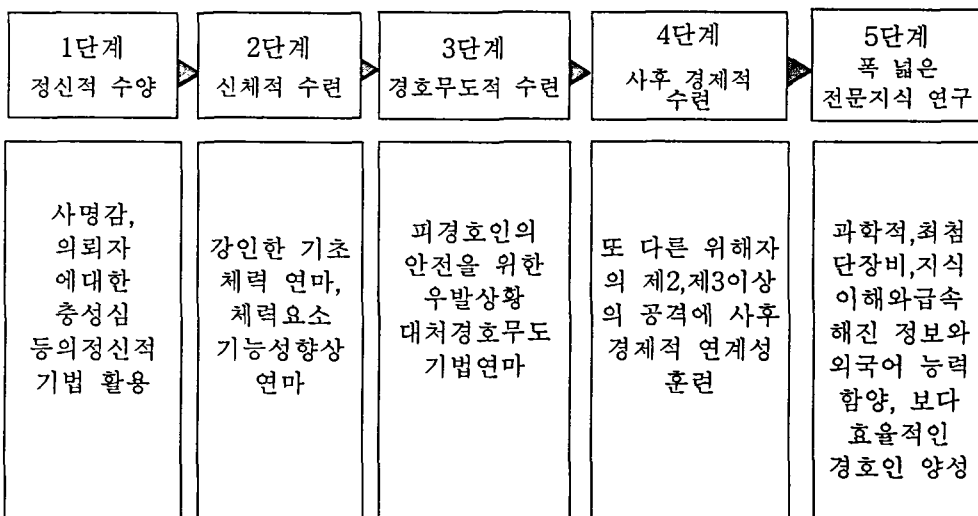 1단계
정신적 수양
2단계
신체적 수련
3단계
경호무도적 수련
4단계
사후 경제적
수련
5단계
폭 넓은
전문지식 연구
사명감,
의뢰자
에대한
충성심
등의정신적
기법 활용
강인한 기초
체력 연마,
체력요소
기능성향상
연마
피경호인의
안전을 위한
우발상황
대처경호무도
기법연마
또 다른 위해자
의 제2,제3이상
의 공격에 사후
경제적 연계성
훈련
과학적,최첨
단장비,지식
이해와급속
해진 정보와
외국어 능력
함양, 보다
효율적인
경호인 양성